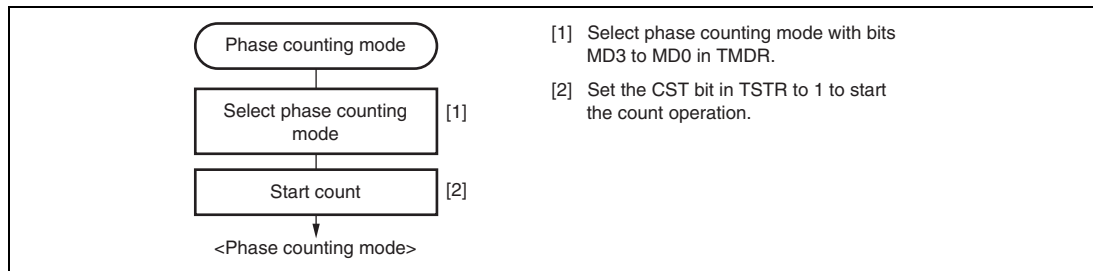 Phase counting mode
Select phase counting
mode
[1]
Start count
[2]
<Phase counting mode>
[1] Select phase counting mode with bits
MD3 to MD0 in TMDR.
[2] Set the CST bit in TSTR to 1 to start
the count operation.